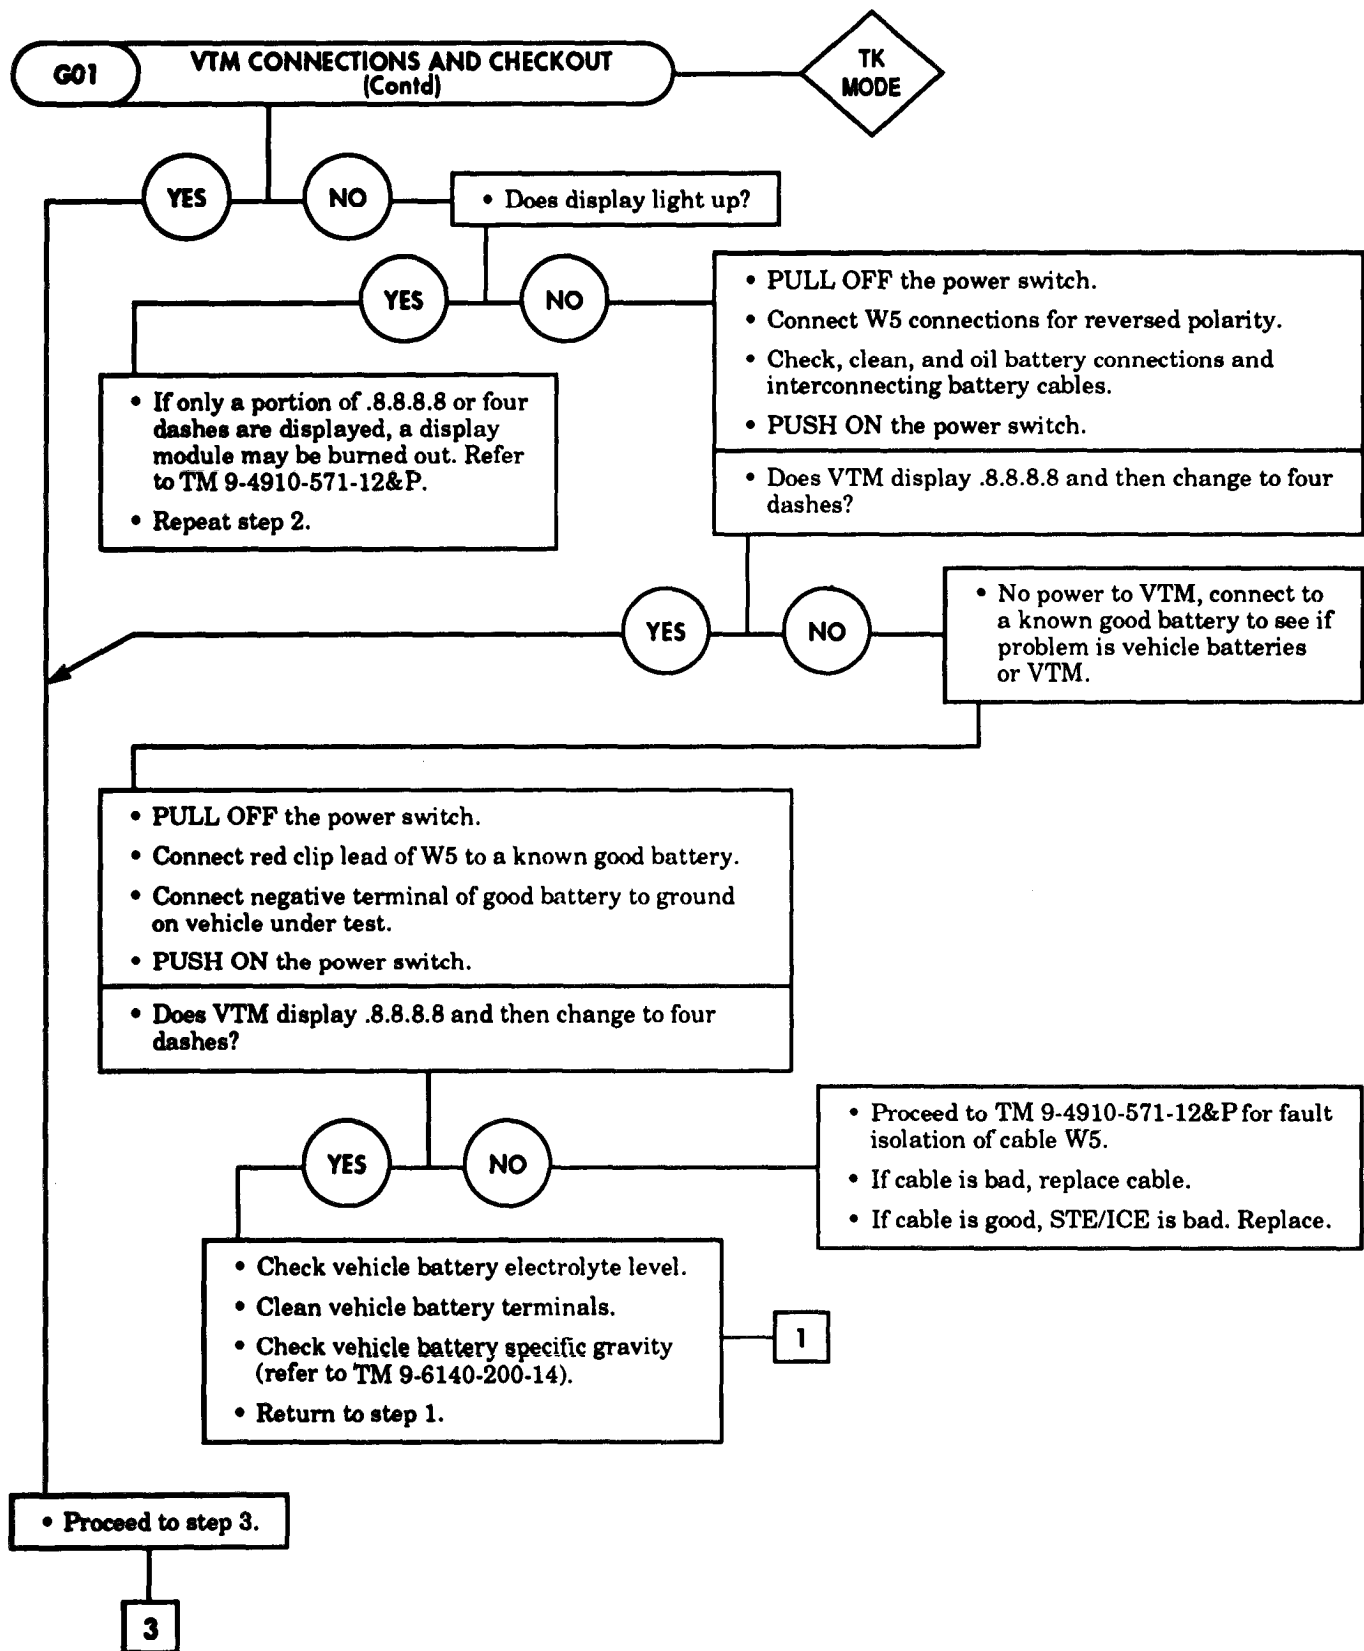 G01
VTM CONNECTIONS AND CHECKOUT
(Contd)
TK
MODE
YES
NO
• Does display light up?
YES
NO
• PULL OFF the power switch.
• Connect W5 connections for reversed polarity.
• Check, clean, and oil battery connections and
interconnecting battery cables.
• PUSH ON the power switch.
• Does VTM display .8.8.8.8 and then change to four
dashes?
• If only a portion of .8.8.8.8 or four
dashes are displayed, a display
module may be burned out. Refer
to TM 9-4910-571-12&P.
• Repeat step 2.
YES
NO
• No power to VTM, connect to
a known good battery to see if
problem is vehicle batteries
or VTM.
• PULL OFF the power switch.
• Connect red clip lead of W5 to a known good battery.
• Connect negative terminal of good battery to ground
on vehicle under test.
• PUSH ON the power switch.
• Does VTM display .8.8.8.8 and then change to four
dashes?
YES
NO
• Proceed to TM 9-4910-571-12&P for fault
isolation of cable W5.
• If cable is bad, replace cable.
• If cable is good, STE/ICE is bad. Replace.
• Check vehicle battery electrolyte level.
• Clean vehicle battery terminals.
• Check vehicle battery specific gravity
(refer to TM 9-6140-200-14).
• Return to step 1.
1
• Proceed to step 3.
3